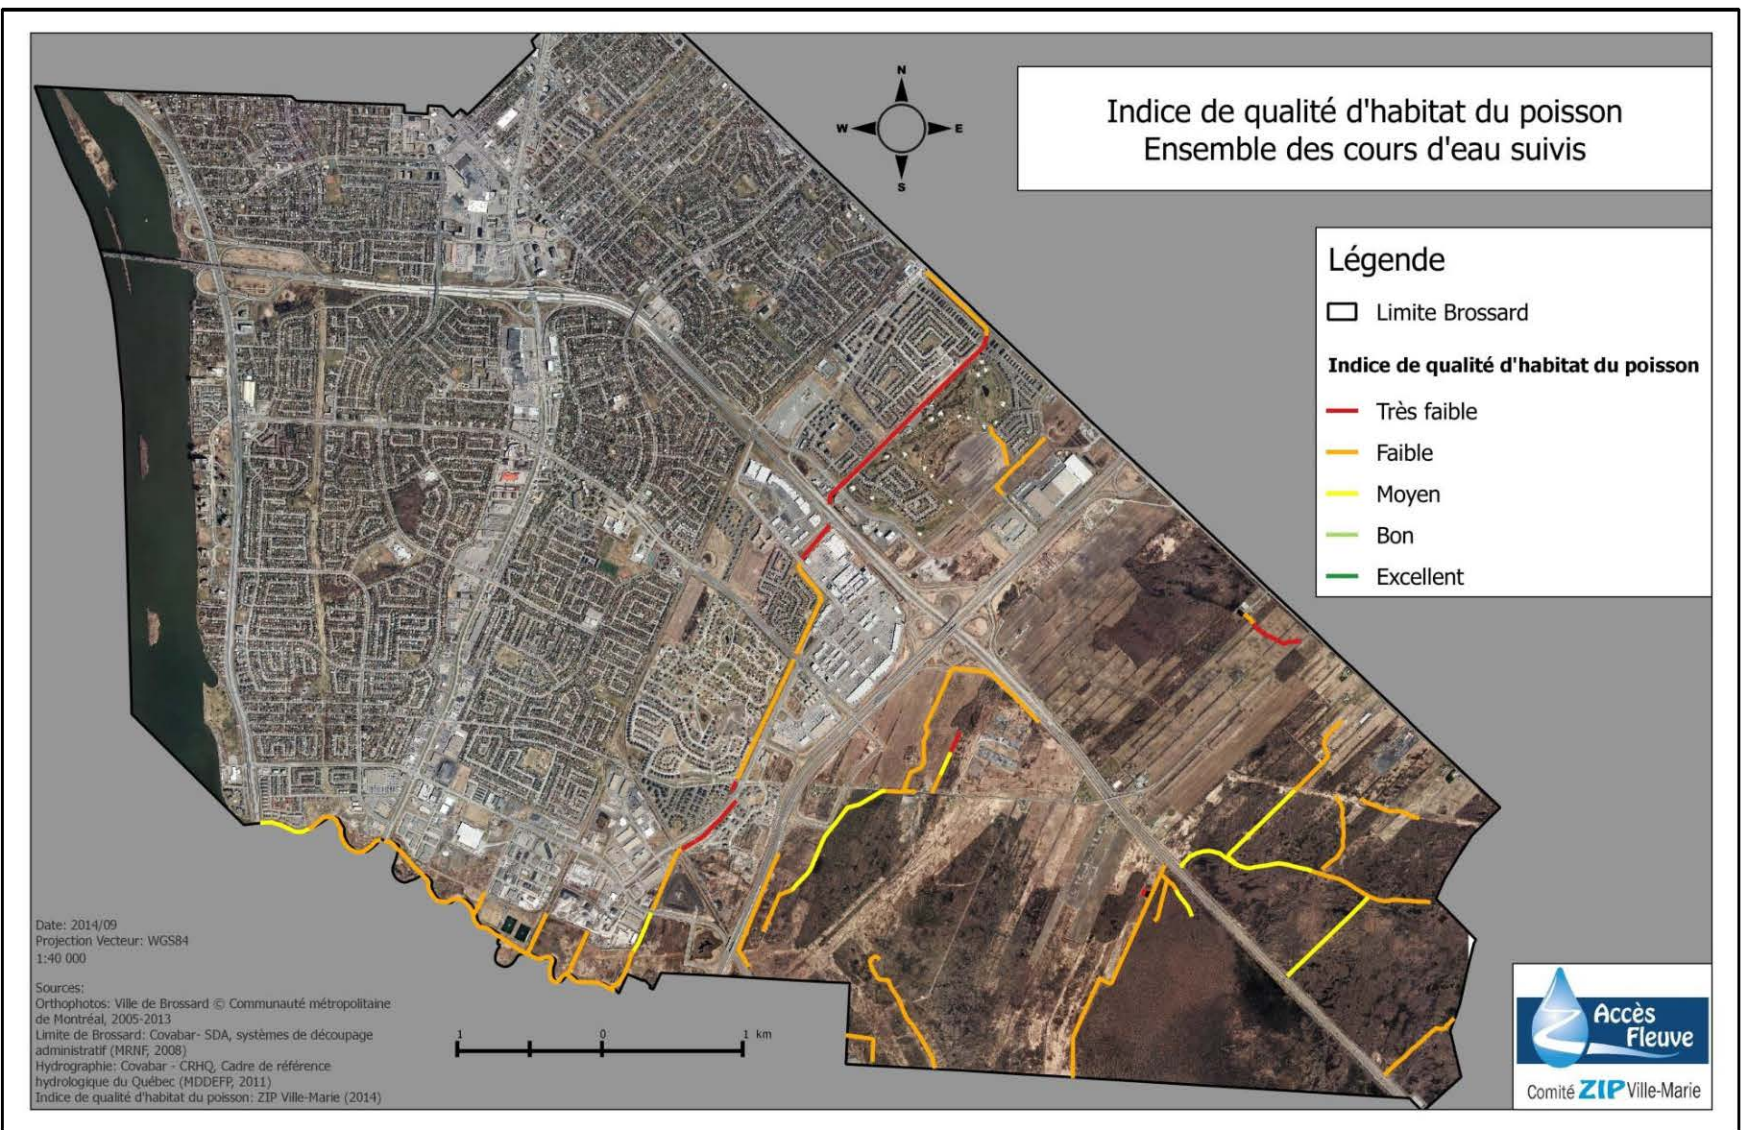 Indice de qualité d'habitat du poisson
Ensemble des cours d'eau suivis
N
W
E
S
Légende
Limite Brossard
Indice de qualité d'habitat du poisson
Très faible
Faible
Moyen
Bon
Excellent
Date: 2014/09
Projection Vecteur: WGS84
1:40 000
Sources:
Orthophotos: Ville de Brossard © Communauté métropolitaine
de Montréal, 2005-2013
Limite de Brossard: Covabar- SDA, systèmes de découpage
administratif (MRNF, 2008)
Hydrographie: Covabar - CRHQ, Cadre de référence
hydrologique du Québec (MDDEFP, 2011)
Indice de qualité d'habitat du poisson: ZIP Ville-Marie (2014)
1 0 1 km
Accès
Fleuve
Comité ZIP Ville-Marie